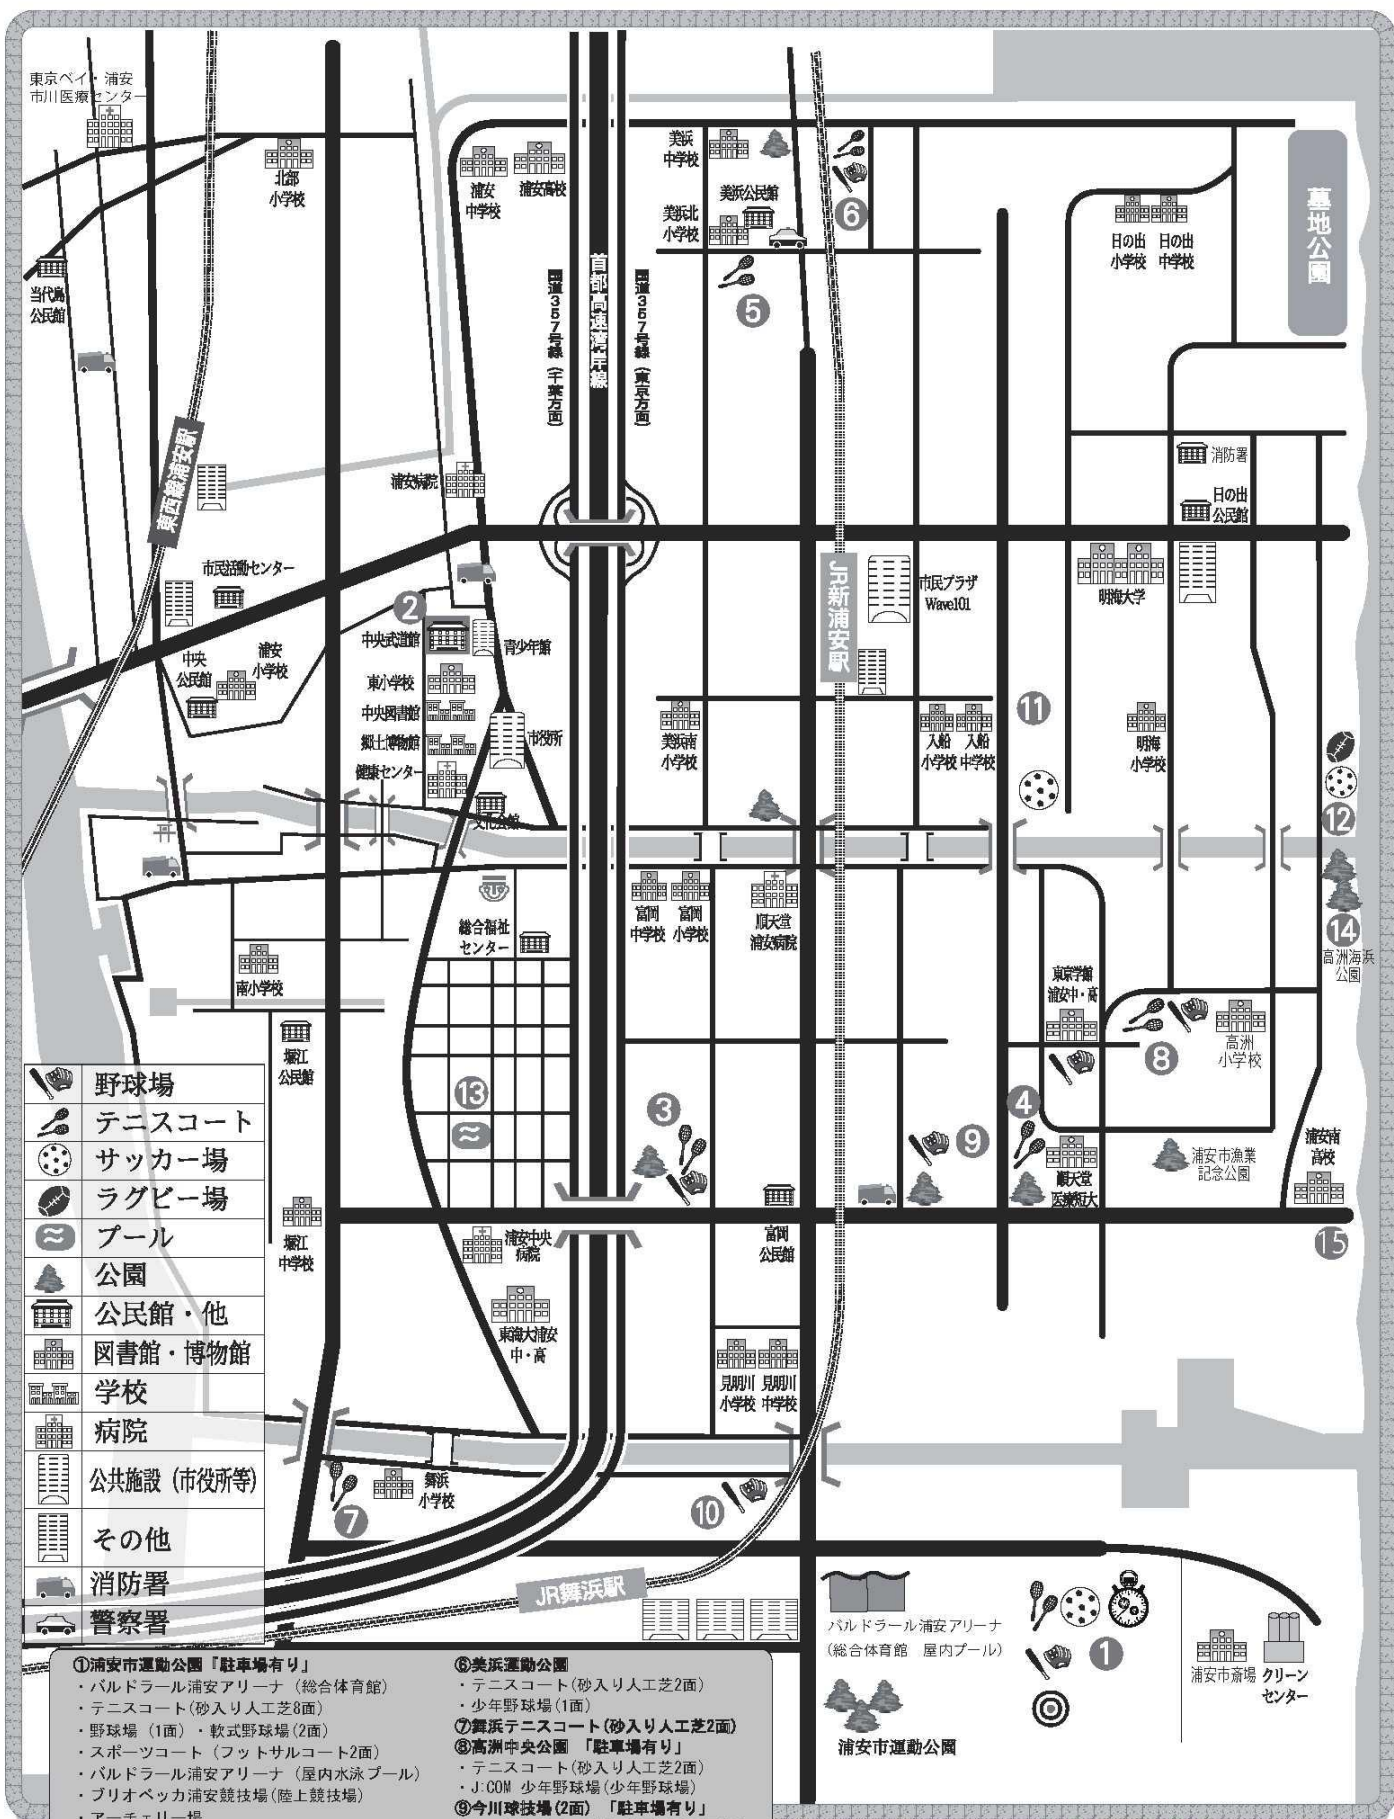 東京ベイ・浦安
市川医療センター
北部
小学校
浦安
中学校
浦安高校
美浜
中学校
美浜公民館
美浜北
小学校
⑥
⑤
日の出
小学校
日の出
中学校
墓地公園
当代島
公民館
国道357号線(千葉方面)
首都高速湾岸線
国道357号線(東京方面)
東西線浦安駅
浦安病院
消防署
日の出
公民館
市民活動センター
②
中央武道館
青少年館
JR新浦安駅
市民プラザ
Wave101
明海大学
中央
公民館
浦安
小学校
東小学校
中央図書館
郷土博物館
健康センター
市役所
文化会館
美浜南
小学校
入船
小学校
入船
中学校
⑪
明海
小学校
⑫
総合福祉
センター
富岡
中学校
富岡
小学校
順天堂
浦安病院
⑭
高洲海浜
公園
南小学校
東京学館
浦安中・高
堀江
公民館
⑧
高洲
小学校
⑬
③
⑨
④
順天堂
医療短大
浦安市漁業
記念公園
浦安南
高校
⑮
堀江
中学校
浦安中央
病院
富岡
公民館
東海大浦安
中・高
見明川
小学校
見明川
中学校
野球場
テニスコート
サッカー場
ラグビー場
プール
公園
公民館・他
図書館・博物館
学校
病院
公共施設(市役所等)
その他
消防署
警察署
⑦
舞浜
小学校
⑩
JR舞浜駅
バルドラール浦安アリーナ
(総合体育館 屋内プール)
①
浦安市斎場
クリーン
センター
浦安市運動公園
①浦安市運動公園「駐車場有り」
・バルドラール浦安アリーナ(総合体育館)
・テニスコート(砂入り人工芝8面)
・野球場(1面)・軟式野球場(2面)
・スポーツコート(フットサルコート2面)
・バルドラール浦安アリーナ(屋内水泳プール)
・ブリオベッカ浦安競技場(陸上競技場)
・アーチェリー場
⑥美浜運動公園
・テニスコート(砂入り人工芝2面)
・少年野球場(1面)
⑦舞浜テニスコート(砂入り人工芝2面)
⑧高洲中央公園 「駐車場有り」
・テニスコート(砂入り人工芝2面)
・J:COM 少年野球場(少年野球場)
⑨今川球技場(2面) 「駐車場有り」